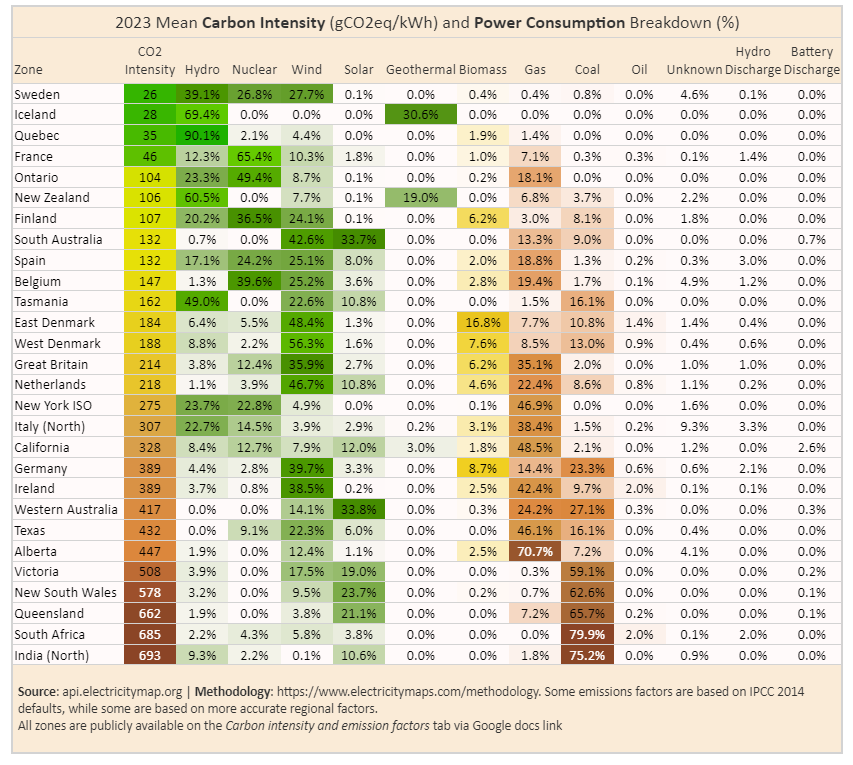 2023 Mean Carbon Intensity (gCO2eq/kWh) and Power Consumption Breakdown (%)
CO2 Hydro Battery
Zone Intensity Hydro Nuclear Wind Solar Geothermal Biomass Gas Coal Oil Unknown Discharge Discharge
Sweden 26 39.1% 26.8% 27.7% 0.1% 0.0% 0.4% 0.4% 0.8% 0.0% 4.6% 0.1% 0.0%
Iceland 28 69.4% 0.0% 0.0% 0.0% 30.6% 0.0% 0.0% 0.0% 0.0% 0.0% 0.0% 0.0%
Quebec 35 90.1% 2.1% 4.4% 0.0% 0.0% 1.9% 1.4% 0.0% 0.0% 0.0% 0.0% 0.0%
France 46 12.3% 65.4% 10.3% 1.8% 0.0% 1.0% 7.1% 0.3% 0.3% 0.1% 1.4% 0.0%
Ontario 104 23.3% 49.4% 8.7% 0.1% 0.0% 0.2% 18.1% 0.0% 0.0% 0.0% 0.0% 0.0%
New Zealand 106 60.5% 0.0% 7.7% 0.1% 19.0% 0.0% 6.8% 3.7% 0.0% 2.2% 0.0% 0.0%
Finland 107 20.2% 36.5% 24.1% 0.1% 0.0% 6.2% 3.0% 8.1% 0.0% 1.8% 0.0% 0.0%
South Australia 132 0.7% 0.0% 42.6% 33.7% 0.0% 0.0% 13.3% 9.0% 0.0% 0.0% 0.0% 0.7%
Spain 132 17.1% 24.2% 25.1% 8.0% 0.0% 2.0% 18.8% 1.3% 0.2% 0.3% 3.0% 0.0%
Belgium 147 1.3% 39.6% 25.2% 3.6% 0.0% 2.8% 19.4% 1.7% 0.1% 4.9% 1.2% 0.0%
Tasmania 162 49.0% 0.0% 22.6% 10.8% 0.0% 0.0% 1.5% 16.1% 0.0% 0.0% 0.0% 0.0%
East Denmark 184 6.4% 5.5% 48.4% 1.3% 0.0% 16.8% 7.7% 10.8% 1.4% 1.4% 0.4% 0.0%
West Denmark 188 8.8% 2.2% 56.3% 1.6% 0.0% 7.6% 8.5% 13.0% 0.9% 0.4% 0.6% 0.0%
Great Britain 214 3.8% 12.4% 35.9% 2.7% 0.0% 6.2% 35.1% 2.0% 0.0% 1.0% 1.0% 0.0%
Netherlands 218 1.1% 3.9% 46.7% 10.8% 0.0% 4.6% 22.4% 8.6% 0.8% 1.1% 0.2% 0.0%
New York ISO 275 23.7% 22.8% 4.9% 0.0% 0.0% 0.1% 46.9% 0.0% 0.0% 1.6% 0.0% 0.0%
Italy (North) 307 22.7% 14.5% 3.9% 2.9% 0.2% 3.1% 38.4% 1.5% 0.2% 9.3% 3.3% 0.0%
California 328 8.4% 12.7% 7.9% 12.0% 3.0% 1.8% 48.5% 2.1% 0.0% 1.2% 0.0% 2.6%
Germany 389 4.4% 2.8% 39.7% 3.3% 0.0% 8.7% 14.4% 23.3% 0.6% 0.6% 2.1% 0.0%
Ireland 389 3.7% 0.8% 38.5% 0.2% 0.0% 2.5% 42.4% 9.7% 2.0% 0.1% 0.1% 0.0%
Western Australia 417 0.0% 0.0% 14.1% 33.8% 0.0% 0.3% 24.2% 27.1% 0.3% 0.0% 0.0% 0.3%
Texas 432 0.0% 9.1% 22.3% 6.0% 0.0% 0.0% 46.1% 16.1% 0.0% 0.4% 0.0% 0.0%
Alberta 447 1.9% 0.0% 12.4% 1.1% 0.0% 2.5% 70.7% 7.2% 0.0% 4.1% 0.0% 0.0%
Victoria 508 3.9% 0.0% 17.5% 19.0% 0.0% 0.0% 0.3% 59.1% 0.0% 0.0% 0.0% 0.2%
New South Wales 578 3.2% 0.0% 9.5% 23.7% 0.0% 0.2% 0.7% 62.6% 0.0% 0.0% 0.0% 0.1%
Queensland 662 1.9% 0.0% 3.8% 21.1% 0.0% 0.0% 7.2% 65.7% 0.2% 0.0% 0.0% 0.1%
South Africa 685 2.2% 4.3% 5.8% 3.8% 0.0% 0.0% 0.0% 79.9% 2.0% 0.0% 2.0% 0.0%
India (North) 693 9.3% 2.2% 0.1% 10.6% 0.0% 0.0% 1.8% 75.2% 0.0% 0.9% 0.0% 0.0%
Source: api.electricitymap.org | Methodology: https://www.electricitymaps.com/methodology. Some emissions factors are based on IPCC 2014
defaults, while some are based on more accurate regional factors.
All zones are publicly available on the Carbon intensity and emission factors tab via Google docs link